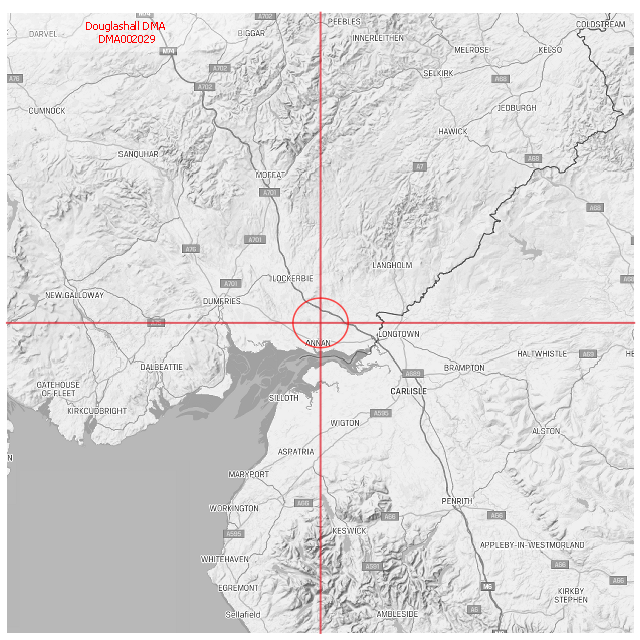 PEEBLES
COLDSTREAM
DARVEL
Douglashall DMA
DMA002029
BIGGAR
INNERLEITHEN
MELROSE
KELSO
M74
A702
SELKIRK
A76
A68
A702
CUMNOCK
JEDBURGH
HAWICK
SANQUHAR
A68
A7
MOFFAT
A701
A68
A701
A76
LANGHOLM
LOCKERBIE
A701
A68
NEW GALLOWAY
DUMFRIES
LONGTOWN
ANNAN
HALTWHISTLE
A69
DALBEATTIE
BRAMPTON
A689
GATEHOUSE
OF FLEET
CARLISLE
SILLOTH
KIRKCUDBRIGHT
A595
WIGTON
ALSTON
ASPATRIA
MARYPORT
PENRITH
WORKINGTON
A66
A66
KESWICK
A595
APPLEBY-IN-WESTMORLAND
WHITEHAVEN
A591
A66
A66
EGREMONT
M6
KIRKBY
STEPHEN
Sellafield
AMBLESIDE
A6